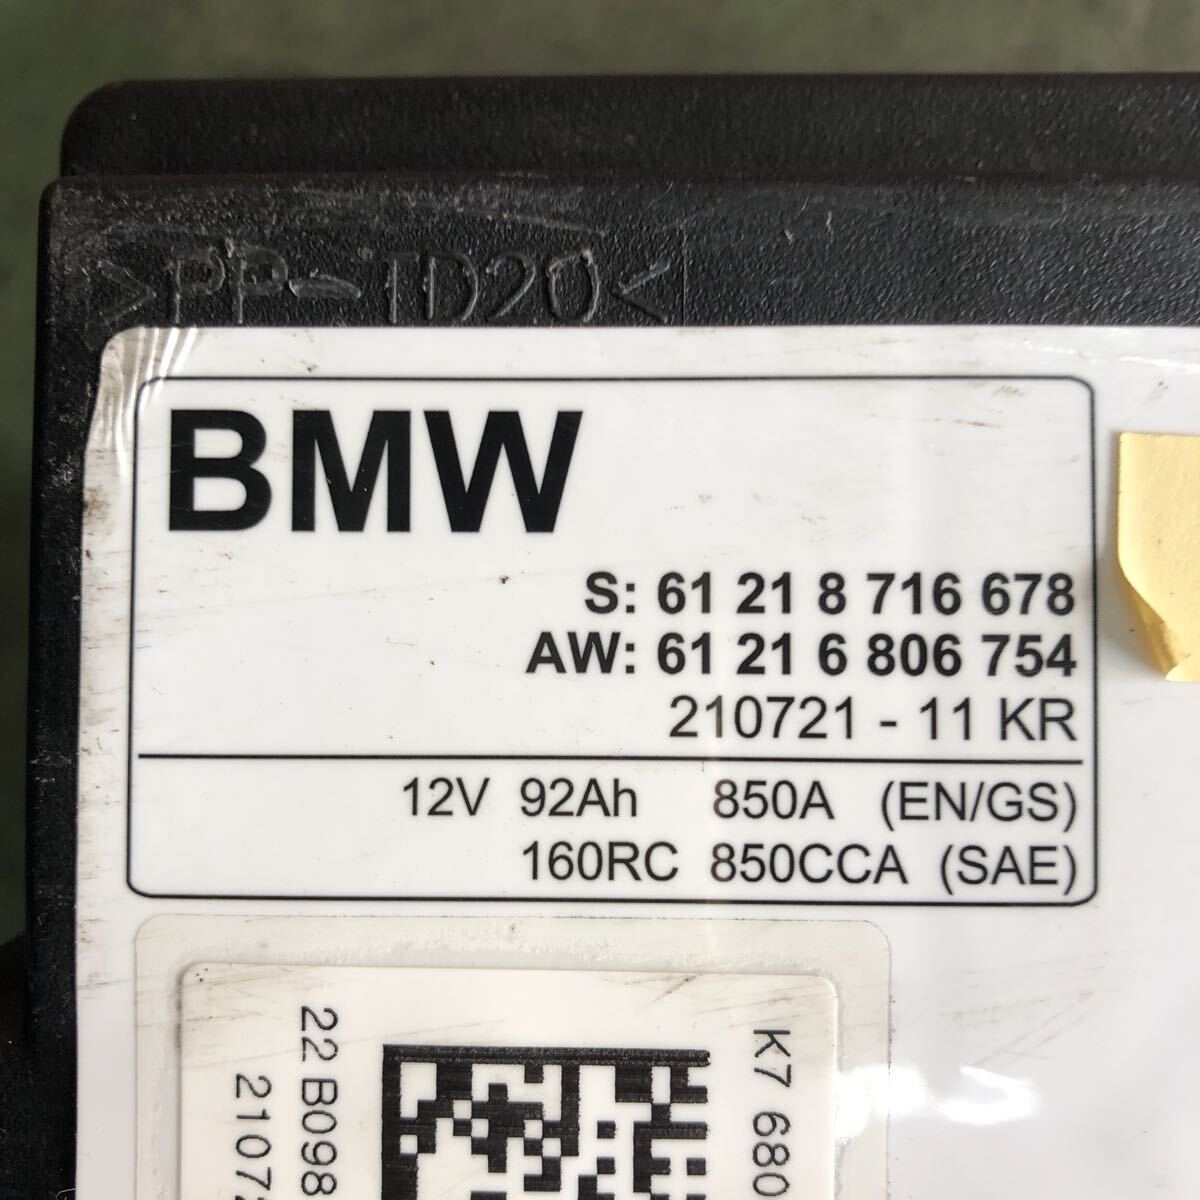 >PP-TD20<
BMW
S: 61 21 8 716 678
AW: 61 21 6 806 754
210721 - 11 KR
12V 92Ah 850A (EN/GS)
160RC 850CCA (SAE)
K7 680
22 B098
2107